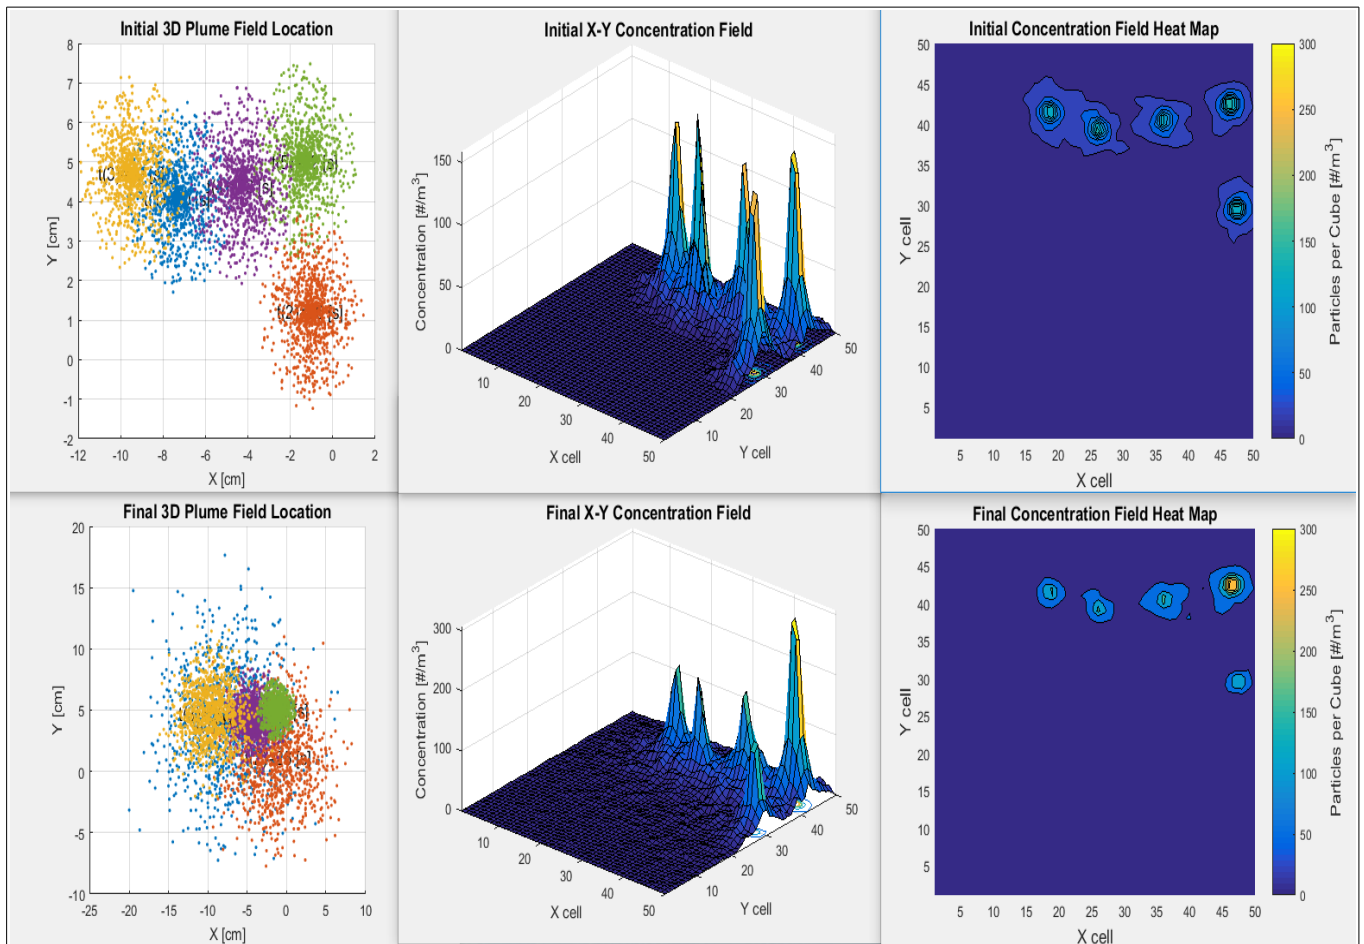 Initial 3D Plume Field Location
8
7
6
5
4
3
2
1
0
-1
-2
Y [cm]
-12 -10 -8 -6 -4 -2 0 2
X [cm]
Initial X-Y Concentration Field
150
100
50
0
Concentration [#/m³]
10 20 30 40 50
X cell
10 20 30 40 50
Y cell
Initial Concentration Field Heat Map
50
45
40
35
30
25
20
15
10
5
Y cell
5 10 15 20 25 30 35 40 45 50
X cell
300
250
200
150
100
50
0
Particles per Cube [#/m³]
Final 3D Plume Field Location
20
15
10
5
0
-5
-10
Y [cm]
-25 -20 -15 -10 -5 0 5 10
X [cm]
Final X-Y Concentration Field
300
200
100
0
Concentration [#/m³]
10 20 30 40 50
X cell
10 20 30 40 50
Y cell
Final Concentration Field Heat Map
50
45
40
35
30
25
20
15
10
5
Y cell
5 10 15 20 25 30 35 40 45 50
X cell
300
250
200
150
100
50
0
Particles per Cube [#/m³]